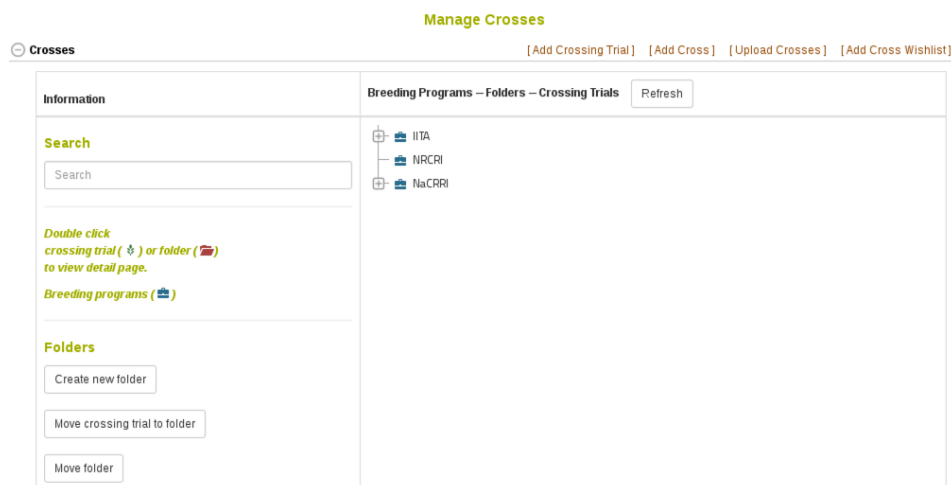 Manage Crosses
Crosses
[ Add Crossing Trial ] [ Add Cross ] [ Upload Crosses ] [ Add Cross Wishlist ]
Information
Breeding Programs -- Folders -- Crossing Trials
Refresh
Search
Search
Double click
crossing trial ( ) or folder ( )
to view detail page.
Breeding programs ( )
Folders
Create new folder
Move crossing trial to folder
Move folder
IITA
NRCRI
NaCRRI